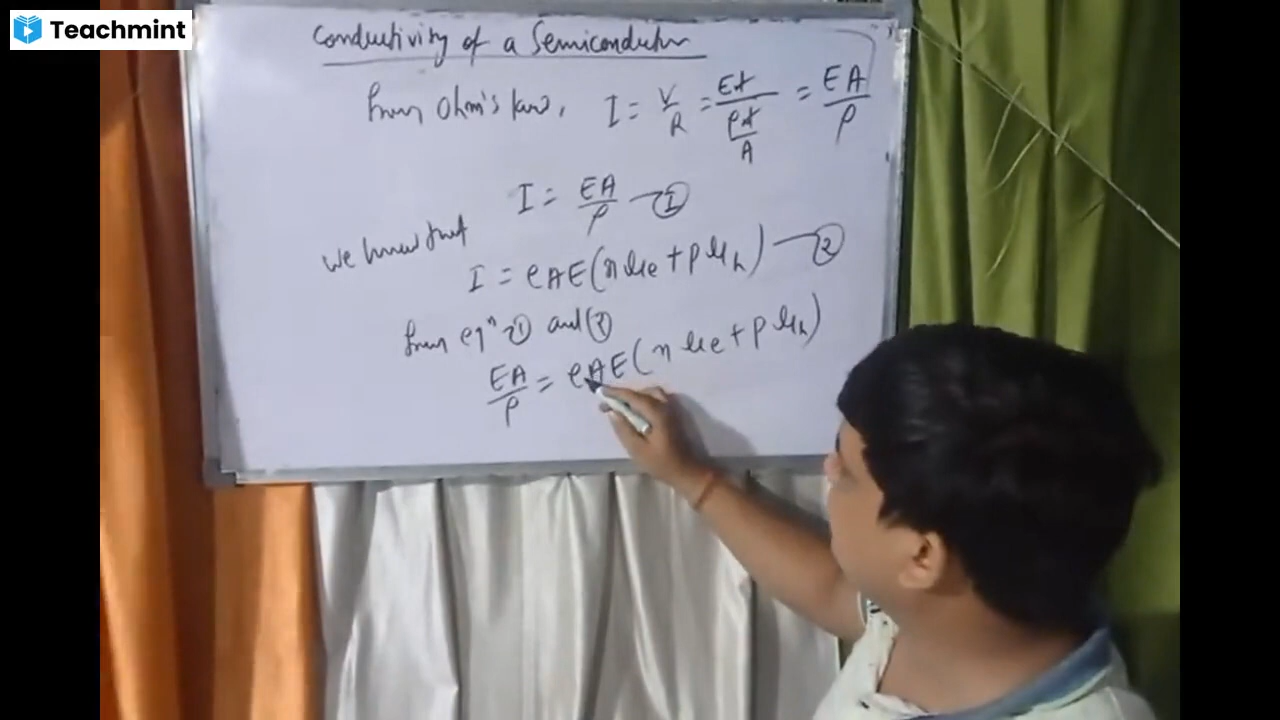 Teachmint
Conductivity of a Semiconductor
from Ohm's law, I = V/R = El/(ρl/A) = EA/ρ
I = EA/ρ — ①
we know that
I = eAE(nμe + pμh) — ②
from eqⁿ ① and ②
EA/ρ = eAE(nμe + pμh)